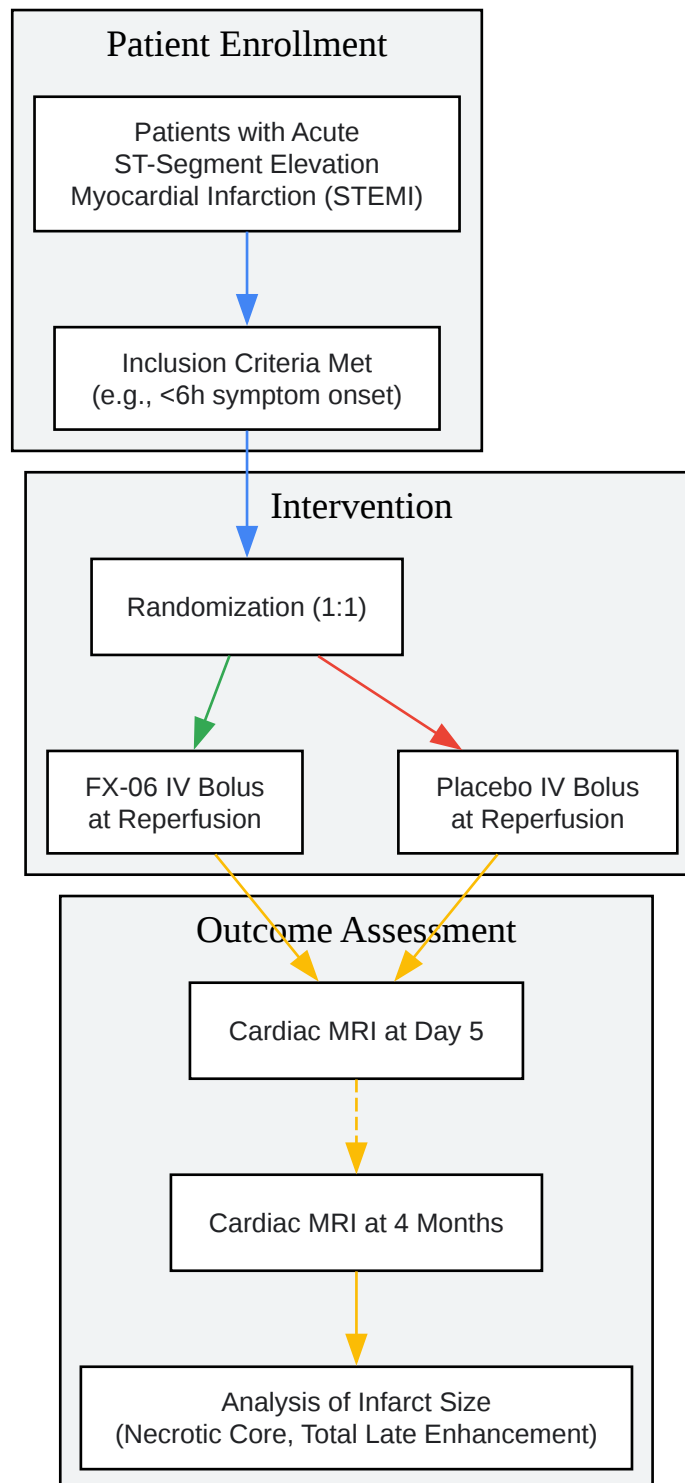 Patient Enrollment
Patients with Acute
ST-Segment Elevation
Myocardial Infarction (STEMI)
Inclusion Criteria Met
(e.g., <6h symptom onset)
Intervention
Randomization (1:1)
FX-06 IV Bolus
at Reperfusion
Placebo IV Bolus
at Reperfusion
Outcome Assessment
Cardiac MRI at Day 5
Cardiac MRI at 4 Months
Analysis of Infarct Size
(Necrotic Core, Total Late Enhancement)